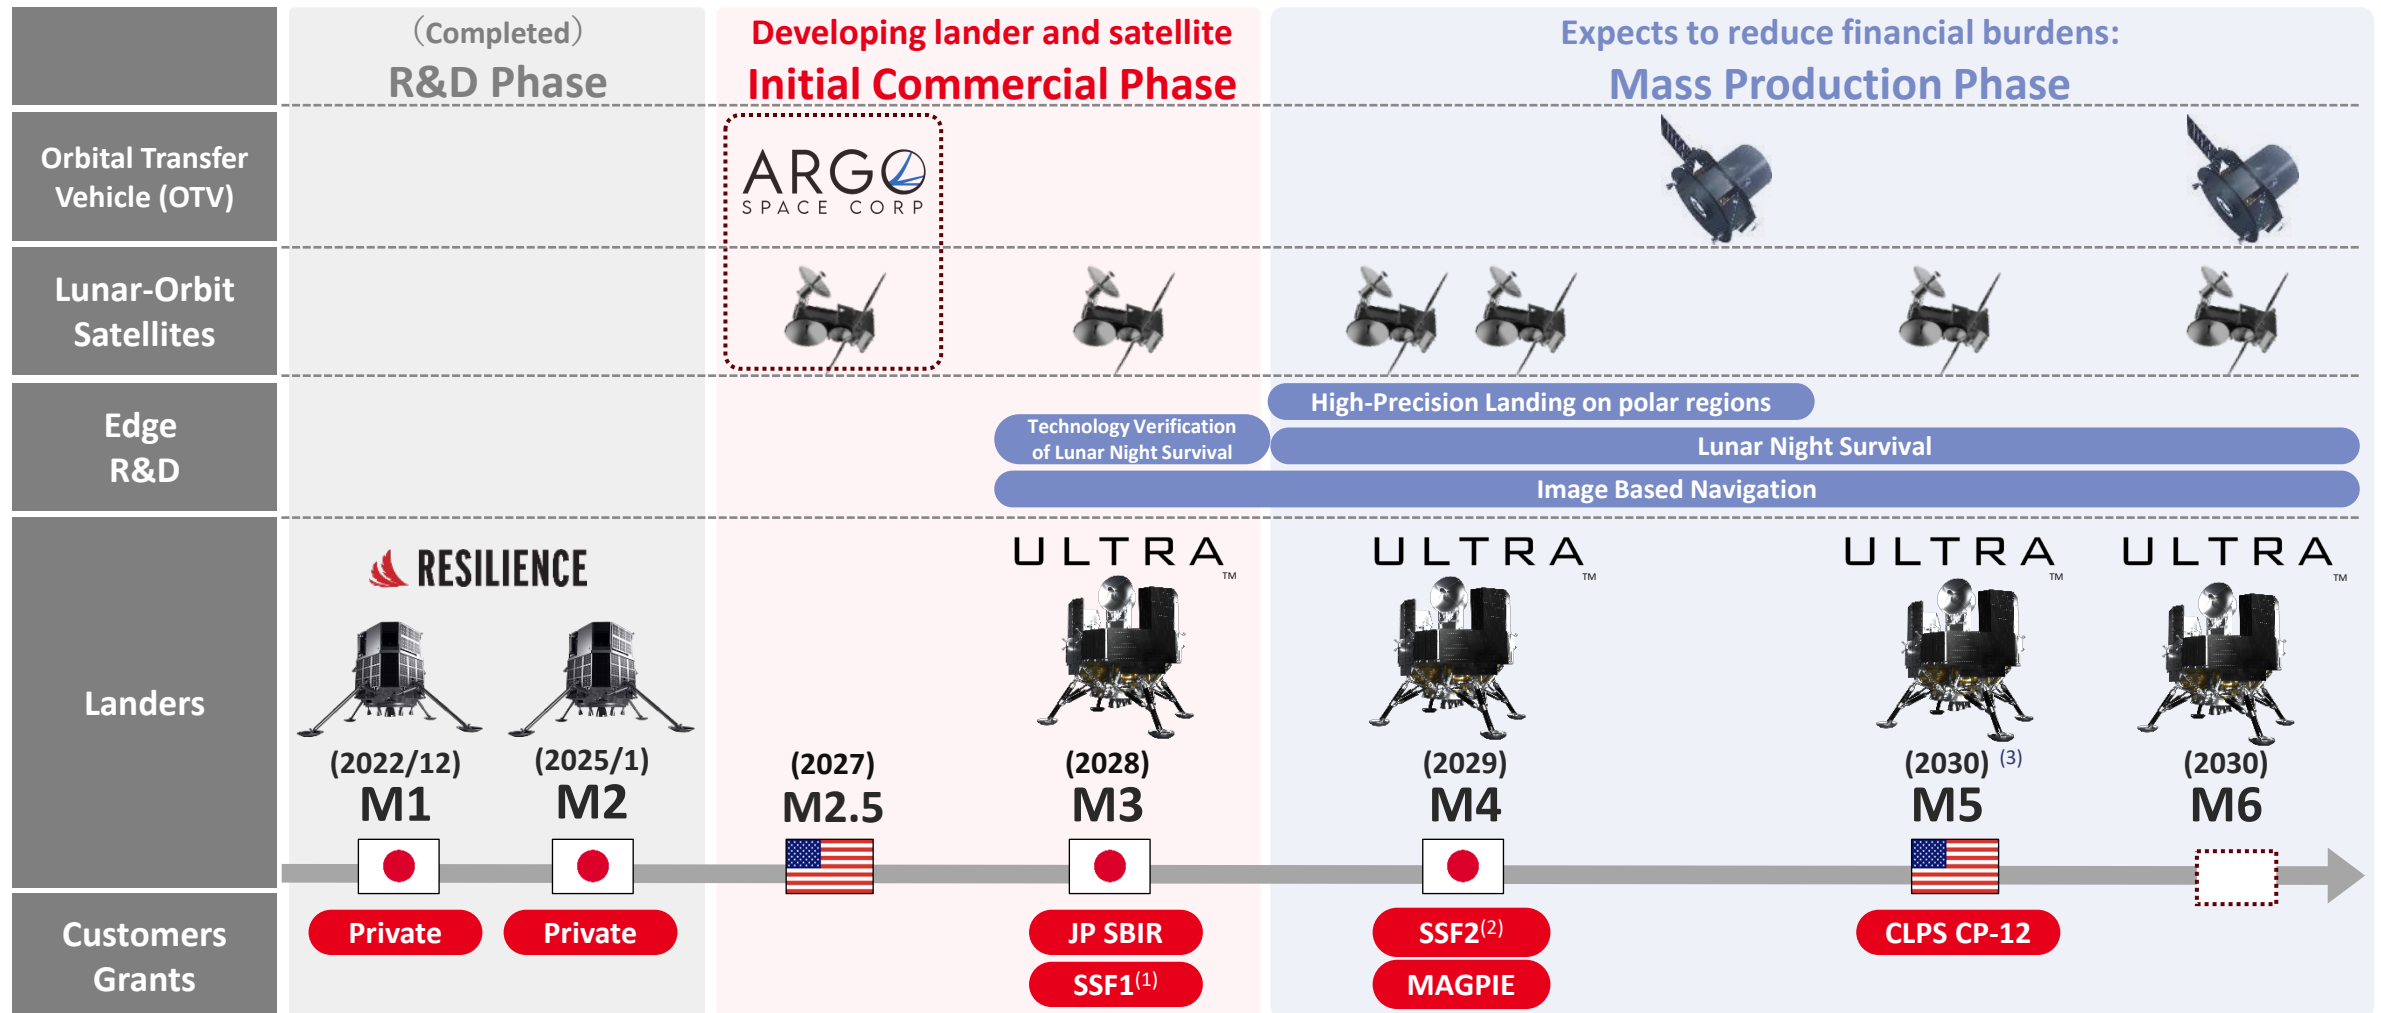 （Completed）
R&D Phase
Developing lander and satellite
Initial Commercial Phase
Expects to reduce financial burdens:
Mass Production Phase
Orbital Transfer
Vehicle (OTV)
ARGO
SPACE CORP
Lunar-Orbit
Satellites
Edge
R&D
High-Precision Landing on polar regions
Technology Verification
of Lunar Night Survival
Lunar Night Survival
Image Based Navigation
Landers
RESILIENCE
ULTRA™
ULTRA™
ULTRA™
ULTRA™
(2022/12)
M1
(2025/1)
M2
(2027)
M2.5
(2028)
M3
(2029)
M4
(2030) (3)
M5
(2030)
M6
Customers
Grants
Private
Private
JP SBIR
SSF1(1)
SSF2(2)
MAGPIE
CLPS CP-12